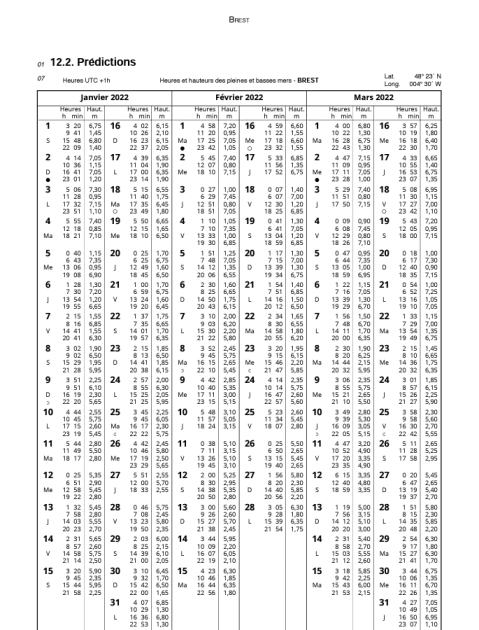 BREST
01 12.2. Prédictions
07 Heures UTC +1h Heures et hauteurs des pleines et basses mers - BREST Lat. 48° 23' N
Long. 004° 30' W
Janvier 2022 Février 2022 Mars 2022
Heures Haut. Heures Haut. Heures Haut. Heures Haut. Heures Haut. Heures Haut.
h min m h min m h min m h min m h min m h min m
1 3 20 6,75 16 4 02 6,15 1 4 58 7,20 16 4 59 6,60 1 4 00 6,80 16 3 57 6,25
9 41 1,45 10 26 2,10 11 20 0,95 11 22 1,55 10 22 1,30 10 19 1,80
S 15 48 6,80 D 16 23 6,15 Ma 17 25 7,05 Me 17 18 6,60 Ma 16 28 6,75 Me 16 18 6,40
22 09 1,40 22 37 2,05 ● 23 42 1,05 ○ 23 32 1,55 22 43 1,30 22 30 1,70
2 4 14 7,05 17 4 39 6,35 2 5 45 7,40 17 5 33 6,85 2 4 47 7,15 17 4 33 6,65
10 36 1,15 11 04 1,90 12 07 0,80 11 56 1,35 11 09 0,95 10 55 1,40
D 16 41 7,05 L 17 00 6,35 Me 18 10 7,15 J 17 52 6,75 Me 17 11 7,05 J 16 53 6,75
● 23 01 1,20 23 14 1,90 ● 23 28 1,00 23 07 1,35
3 5 06 7,30 18 5 15 6,55 3 0 27 1,00 18 0 07 1,40 3 5 29 7,40 18 5 08 6,95
11 28 0,95 11 40 1,75 6 29 7,45 6 07 7,00 11 51 0,80 11 30 1,15
L 17 32 7,15 Ma 17 35 6,45 J 12 51 0,80 V 12 30 1,20 J 17 50 7,15 V 17 27 7,00
23 51 1,10 ○ 23 49 1,80 18 51 7,05 18 25 6,85 ○ 23 42 1,10
4 5 55 7,40 19 5 50 6,65 4 1 10 1,05 19 0 41 1,30 4 0 09 0,90 19 5 43 7,20
12 18 0,85 12 15 1,65 7 10 7,35 6 41 7,05 6 08 7,45 12 05 0,95
Ma 18 21 7,10 Me 18 10 6,50 V 13 33 1,00 S 13 04 1,20 V 12 29 0,80 S 18 00 7,15
19 30 6,85 18 59 6,85 18 26 7,10
5 0 40 1,15 20 0 25 1,70 5 1 51 1,25 20 1 17 1,30 5 0 47 0,95 20 0 18 1,00
6 43 7,35 6 25 6,75 7 48 7,05 7 15 7,00 6 44 7,35 6 17 7,30
Me 13 06 0,95 J 12 49 1,60 S 14 12 1,35 D 13 39 1,30 S 13 05 1,00 D 12 40 0,90
19 08 6,90 18 45 6,50 20 06 6,55 19 34 6,75 18 59 6,95 18 35 7,15
6 1 28 1,30 21 1 00 1,70 6 2 30 1,60 21 1 54 1,40 6 1 22 1,15 21 0 54 1,00
7 30 7,20 6 59 6,75 8 25 6,65 7 51 6,85 7 16 7,05 6 52 7,25
J 13 54 1,20 V 13 24 1,60 D 14 50 1,75 L 14 16 1,50 D 13 39 1,30 L 13 16 1,05
19 55 6,65 19 20 6,45 20 43 6,15 20 12 6,50 19 29 6,70 19 10 7,05
7 2 15 1,55 22 1 37 1,75 7 3 10 2,00 22 2 34 1,65 7 1 56 1,50 22 1 33 1,15
8 16 6,85 7 35 6,65 9 03 6,20 8 30 6,55 7 48 6,70 7 29 7,00
V 14 41 1,55 S 14 01 1,70 L 15 30 2,20 Ma 14 58 1,80 L 14 11 1,70 Ma 13 54 1,35
20 41 6,30 19 57 6,35 21 22 5,80 20 55 6,20 20 00 6,35 19 49 6,75
8 3 02 1,90 23 2 15 1,85 8 3 52 2,45 23 3 20 1,95 8 2 30 1,90 23 2 15 1,45
9 02 6,50 8 13 6,50 9 45 5,75 9 15 6,15 8 20 6,25 8 10 6,65
S 15 29 1,95 D 14 41 1,85 Ma 16 15 2,65 Me 15 46 2,20 Ma 14 44 2,15 Me 14 36 1,75
21 28 5,95 20 38 6,15 ☽ 22 10 5,45 ☾ 21 47 5,85 20 32 5,95 20 32 6,35
9 3 51 2,25 24 2 57 2,00 9 4 42 2,85 24 4 14 2,35 9 3 06 2,35 24 3 01 1,85
9 51 6,10 8 55 6,30 10 40 5,35 10 14 5,75 8 55 5,75 8 57 6,15
D 16 19 2,30 L 15 25 2,05 Me 17 11 3,00 J 16 47 2,60 Me 15 21 2,65 J 15 26 2,25
☽ 22 20 5,65 21 25 5,95 23 15 5,15 22 57 5,60 21 10 5,50 21 27 5,90
10 4 44 2,55 25 3 45 2,25 10 5 48 3,10 25 5 23 2,60 10 3 49 2,80 25 3 58 2,30
10 45 5,75 9 45 6,05 11 57 5,05 11 34 5,45 9 39 5,30 9 58 5,60
L 17 15 2,60 Ma 16 17 2,30 J 18 24 3,15 V 18 07 2,80 J 16 09 3,05 V 16 30 2,70
23 19 5,45 ☾ 22 22 5,75 ☽ 22 05 5,15 ☾ 22 42 5,55
11 5 44 2,80 26 4 42 2,45 11 0 38 5,10 26 0 25 5,50 11 4 47 3,20 26 5 11 2,65
11 49 5,50 10 46 5,80 7 11 3,15 6 50 2,65 10 52 4,90 11 28 5,25
Ma 18 17 2,80 Me 17 19 2,50 V 13 26 5,10 S 13 15 5,45 V 17 20 3,35 S 17 58 2,95
23 29 5,65 19 45 3,10 19 40 2,65 23 35 4,90
12 0 25 5,35 27 5 51 2,55 12 2 00 5,25 27 1 56 5,80 12 6 15 3,35 27 0 20 5,45
6 51 2,90 12 00 5,70 8 30 2,95 8 20 2,30 12 40 4,80 6 47 2,65
Me 12 58 5,45 J 18 33 2,55 S 14 38 5,35 D 14 40 5,85 S 18 59 3,35 D 13 19 5,40
19 22 2,80 20 50 2,80 20 56 2,20 19 37 2,70
13 1 32 5,45 28 0 46 5,75 13 3 00 5,60 28 3 05 6,30 13 1 19 5,00 28 1 51 5,80
7 58 2,80 7 08 2,45 9 26 2,60 9 28 1,80 7 56 3,15 8 15 2,30
J 14 03 5,55 V 13 23 5,80 D 15 27 5,70 L 15 39 6,35 D 14 12 5,10 L 14 35 5,85
20 23 2,70 19 50 2,35 21 38 2,45 21 54 1,75 20 20 3,00 20 48 2,20
14 2 31 5,65 29 2 03 6,00 14 3 44 5,95 14 2 31 5,40 29 2 54 6,30
8 57 2,60 8 25 2,15 10 09 2,20 8 58 2,70 9 17 1,80
V 14 58 5,75 S 14 39 6,10 L 16 07 6,05 L 15 03 5,55 Ma 15 27 6,30
21 14 2,50 21 00 2,05 22 19 2,10 21 12 2,60 21 41 1,70
15 3 20 5,90 30 3 10 6,45 15 4 23 6,30 15 3 18 5,85 30 3 44 6,75
9 45 2,35 9 32 1,70 10 46 1,85 9 42 2,25 10 06 1,35
S 15 44 5,95 D 15 42 6,50 Ma 16 44 6,35 Ma 15 43 6,00 Me 16 11 6,70
21 58 2,25 22 00 1,65 22 56 1,80 21 53 2,15 22 26 1,35
31 4 07 6,85 31 4 27 7,05
10 29 1,30 10 49 1,05
L 16 36 6,80 J 16 50 6,95
22 53 1,30 23 07 1,10